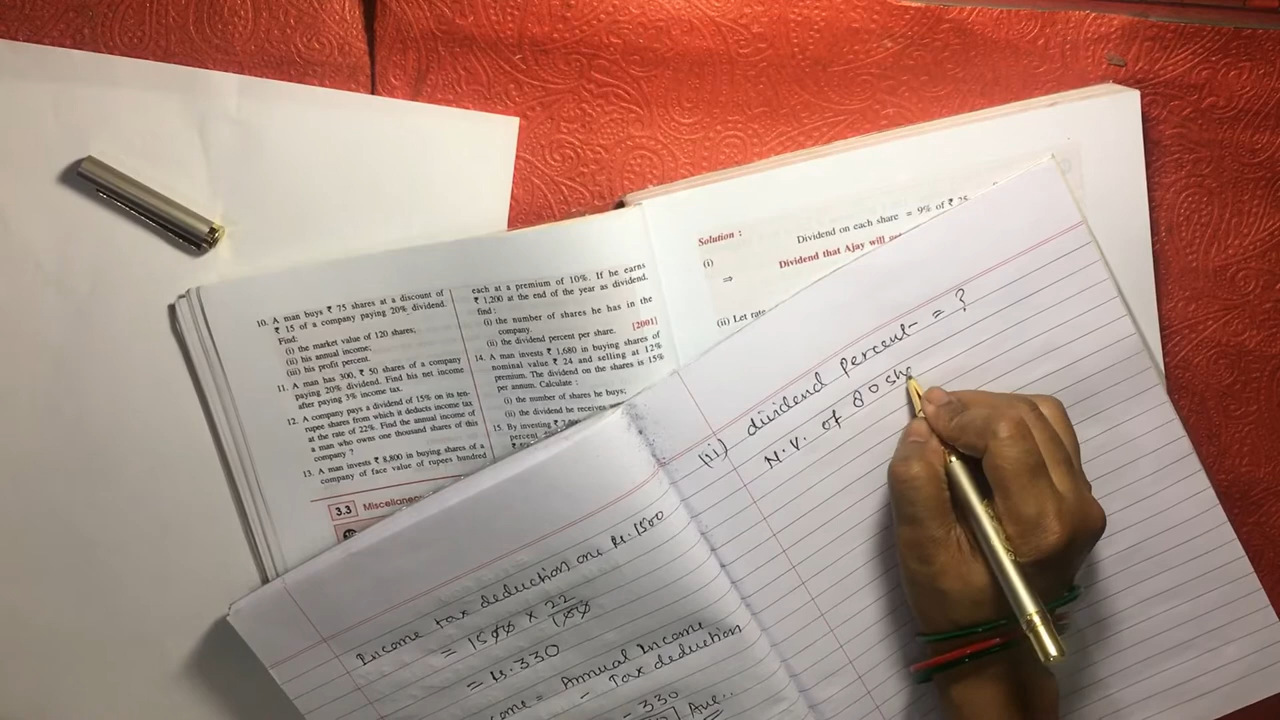 10. A man buys ₹ 75 shares at a discount of
₹ 15 of a company paying 20% dividend.
Find:
(i) the market value of 120 shares;
(ii) his annual income;
(iii) his profit percent.
11. A man has 300, ₹ 50 shares of a company
paying 20% dividend. Find his net income
after paying 3% income tax.
12. A company pays a dividend of 15% on its ten-
rupee shares from which it deducts income tax
at the rate of 22%. Find the annual income of
a man who owns one thousand shares of this
company ?
13. A man invests ₹ 8,800 in buying shares of a
company of face value of rupees hundred
each at a premium of 10%. If he earns
₹ 1,200 at the end of the year as dividend,
find :
(i) the number of shares he has in the
company.
(ii) the dividend percent per share. [2001]
14. A man invests ₹ 1,680 in buying shares of
nominal value ₹ 24 and selling at 12%
premium. The dividend on the shares is 15%
per annum. Calculate :
(i) the number of shares he buys;
(ii) the dividend he receives
15. By investing ₹
percent
3.3 Miscellaneo
Solution :
(i) Dividend on each share = 9% of ₹ 25
⇒ Dividend that Ajay will
(ii) Let rate
Income tax deduction one Rs. 1500
= 1500 × 22/100
= Rs. 330
come = Annual Income
- Tax deduction
- 330
Ans..
(ii) dividend percent = ?
N.V. of 80 sha